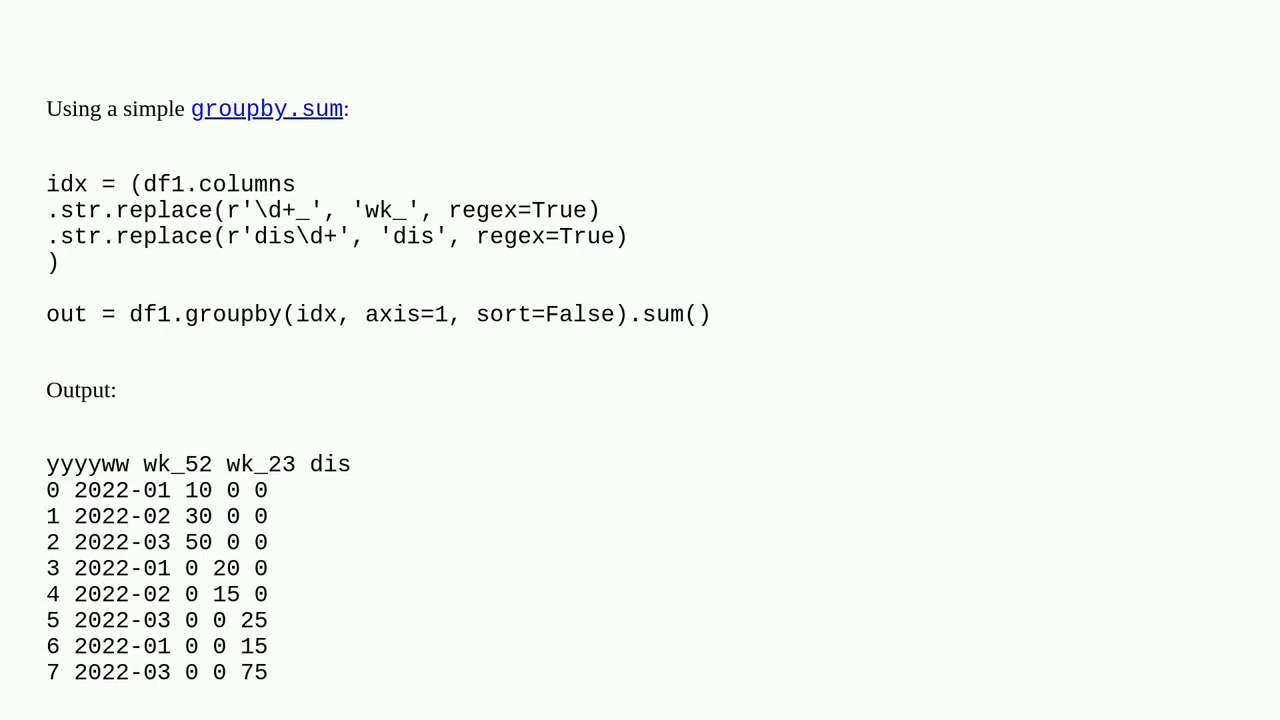 Using a simple groupby.sum:
idx = (df1.columns
.str.replace(r'\d+_', 'wk_', regex=True)
.str.replace(r'dis\d+', 'dis', regex=True)
)
out = df1.groupby(idx, axis=1, sort=False).sum()
Output:
yyyyww wk_52 wk_23 dis
0 2022-01 10 0 0
1 2022-02 30 0 0
2 2022-03 50 0 0
3 2022-01 0 20 0
4 2022-02 0 15 0
5 2022-03 0 0 25
6 2022-01 0 0 15
7 2022-03 0 0 75